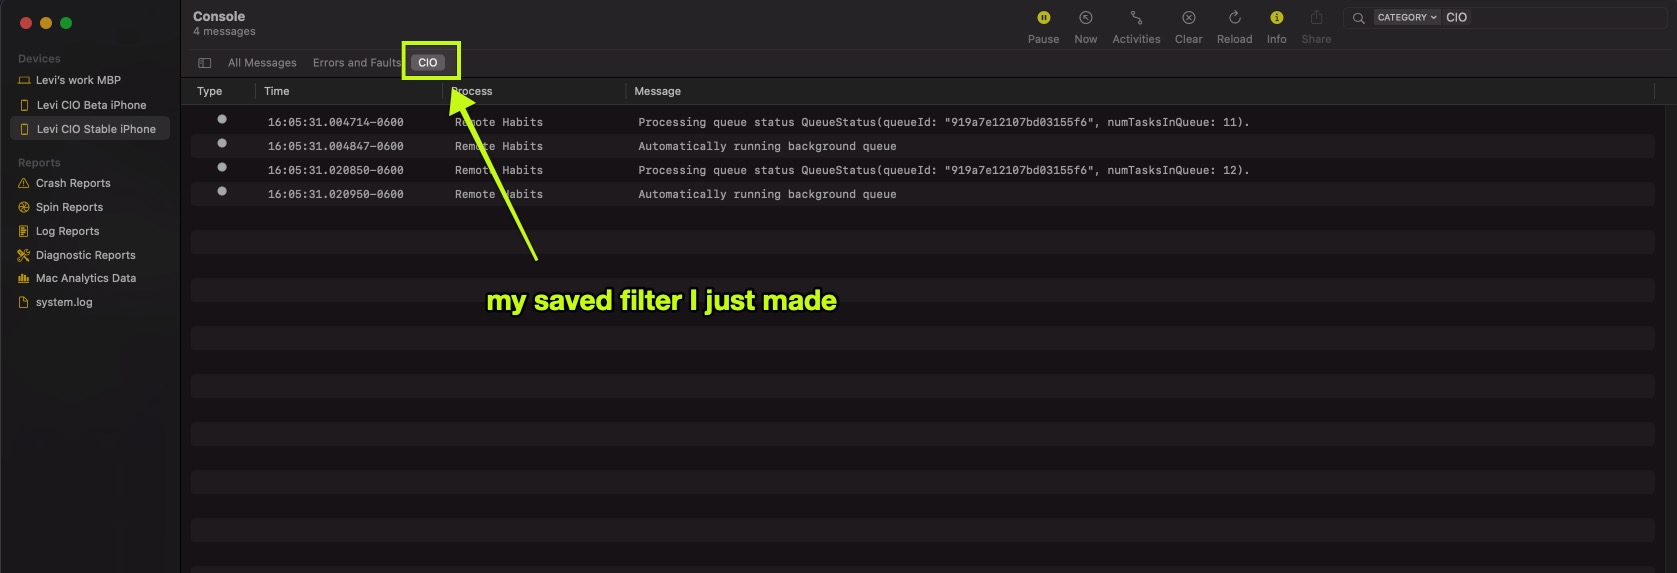 Console
4 messages
Pause
Now
Activities
Clear
Reload
Info
Share
CATEGORY
CIO
Devices
Levi's work MBP
Levi CIO Beta iPhone
Levi CIO Stable iPhone
Reports
Crash Reports
Spin Reports
Log Reports
Diagnostic Reports
Mac Analytics Data
system.log
All Messages
Errors and Faults
CIO
Type Time Process Message
16:05:31.004714-0600 Remote Habits Processing queue status QueueStatus(queueId: "919a7e12107bd03155f6", numTasksInQueue: 11).
16:05:31.004847-0600 Remote Habits Automatically running background queue
16:05:31.020850-0600 Remote Habits Processing queue status QueueStatus(queueId: "919a7e12107bd03155f6", numTasksInQueue: 12).
16:05:31.020950-0600 Remote Habits Automatically running background queue
my saved filter I just made